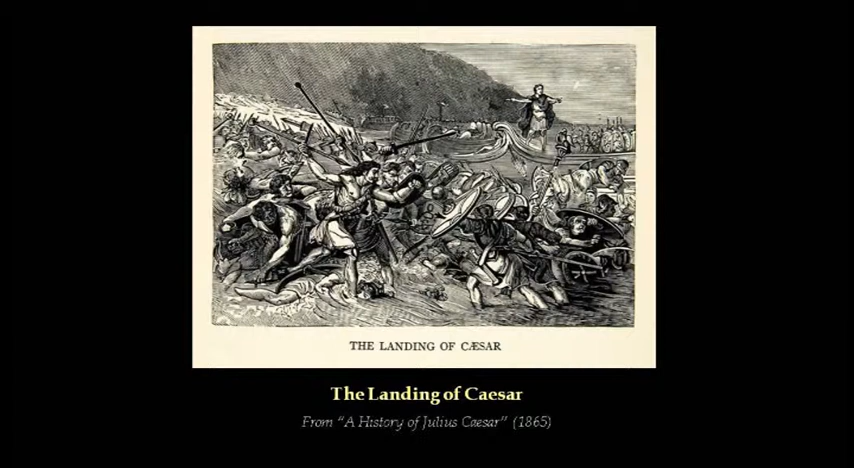 THE LANDING OF CÆSAR
The Landing of Caesar
From "A History of Julius Caesar" (1865)